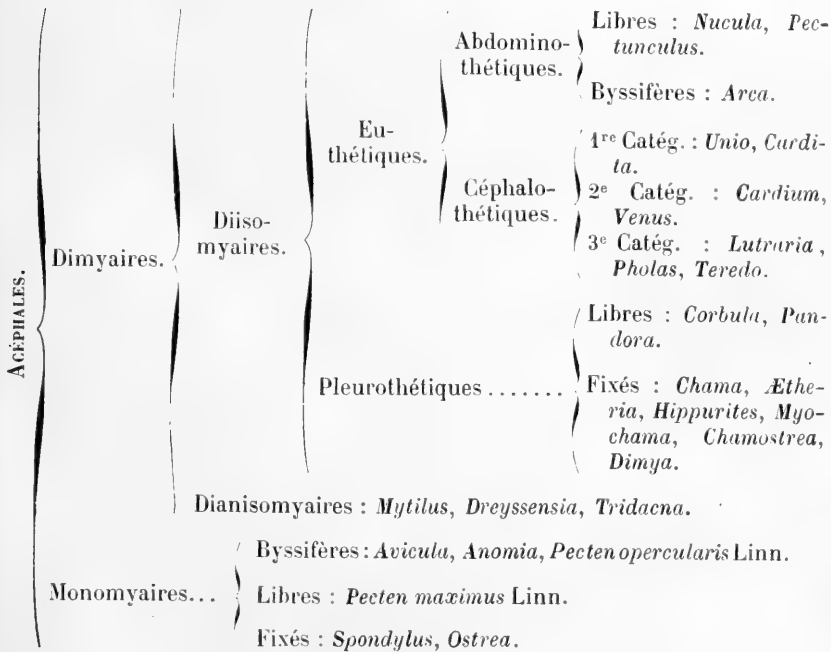 ACÉPHALES.
Dimyaires.
Diiso-
myaires.
Eu-
thétiques.
Abdomino-
thétiques.
Libres : Nucula, Pec-
tunculus.
Byssifères : Arca.
Céphalo-
thétiques.
1re Catég. : Unio, Cardi-
ta.
2e Catég. : Cardium,
Venus.
3e Catég. : Lutraria,
Pholas, Teredo.
Pleurothétiques .......
Libres : Corbula, Pan-
dora.
Fixés : Chama, Æthe-
ria, Hippurites, Myo-
chama, Chamostrea,
Dimya.
Dianisomyaires : Mytilus, Dreyssensia, Tridacna.
Monomyaires...
Byssifères : Avicula, Anomia, Pecten opercularis Linn.
Libres : Pecten maximus Linn.
Fixés : Spondylus, Ostrea.